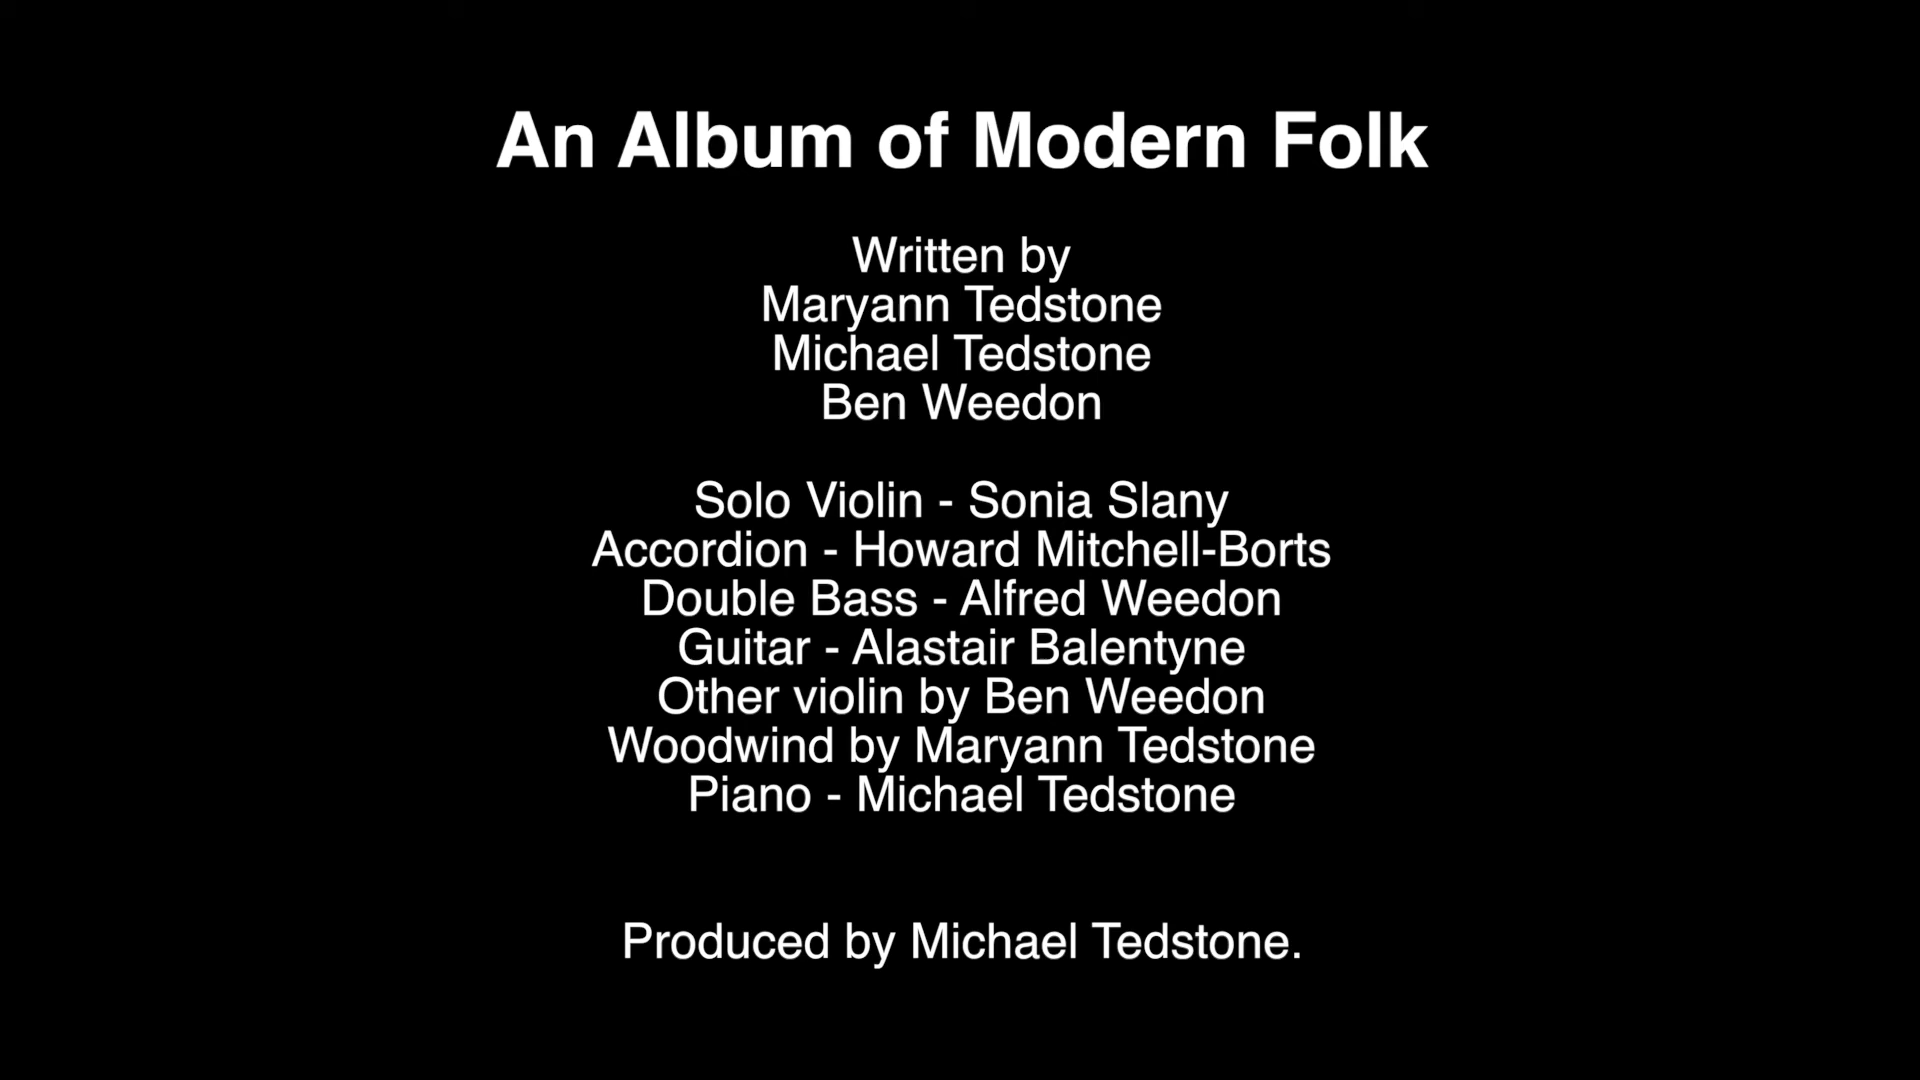 An Album of Modern Folk
Written by
Maryann Tedstone
Michael Tedstone
Ben Weedon
Solo Violin - Sonia Slany
Accordion - Howard Mitchell-Borts
Double Bass - Alfred Weedon
Guitar - Alastair Balentyne
Other violin by Ben Weedon
Woodwind by Maryann Tedstone
Piano - Michael Tedstone
Produced by Michael Tedstone.